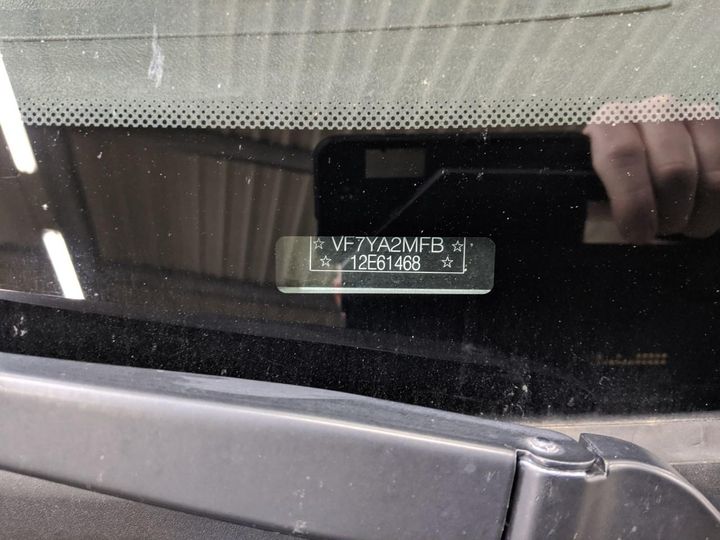 ☆ VF7YA2MFB ☆
☆ 12E61468 ☆